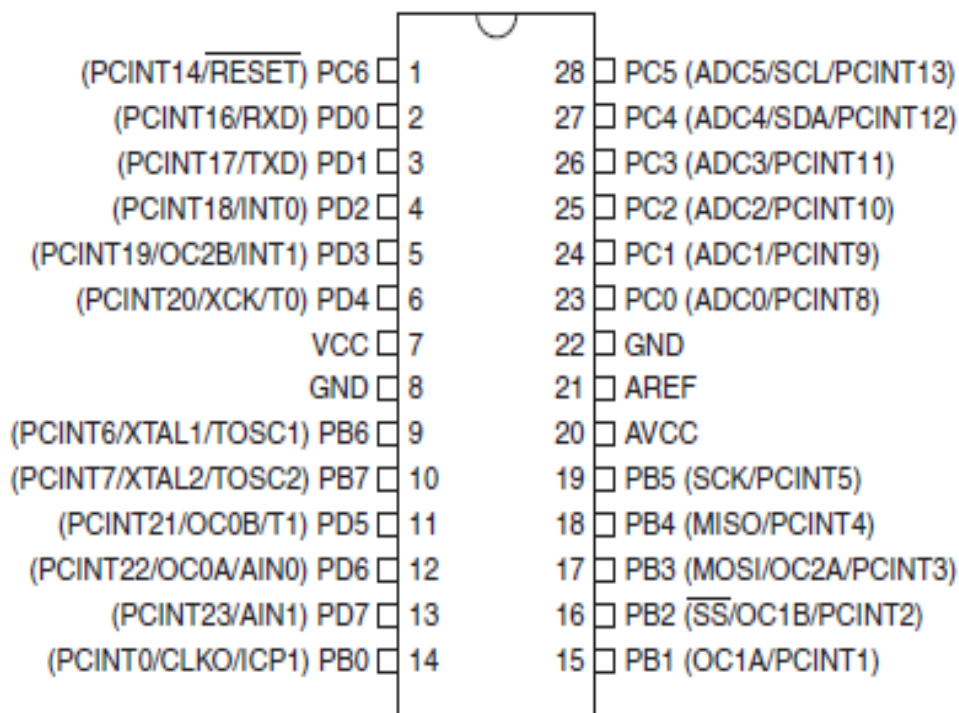 (PCINT14/RESET) PC6 1 28 PC5 (ADC5/SCL/PCINT13)
(PCINT16/RXD) PD0 2 27 PC4 (ADC4/SDA/PCINT12)
(PCINT17/TXD) PD1 3 26 PC3 (ADC3/PCINT11)
(PCINT18/INT0) PD2 4 25 PC2 (ADC2/PCINT10)
(PCINT19/OC2B/INT1) PD3 5 24 PC1 (ADC1/PCINT9)
(PCINT20/XCK/T0) PD4 6 23 PC0 (ADC0/PCINT8)
VCC 7 22 GND
GND 8 21 AREF
(PCINT6/XTAL1/TOSC1) PB6 9 20 AVCC
(PCINT7/XTAL2/TOSC2) PB7 10 19 PB5 (SCK/PCINT5)
(PCINT21/OC0B/T1) PD5 11 18 PB4 (MISO/PCINT4)
(PCINT22/OC0A/AIN0) PD6 12 17 PB3 (MOSI/OC2A/PCINT3)
(PCINT23/AIN1) PD7 13 16 PB2 (SS/OC1B/PCINT2)
(PCINT0/CLKO/ICP1) PB0 14 15 PB1 (OC1A/PCINT1)